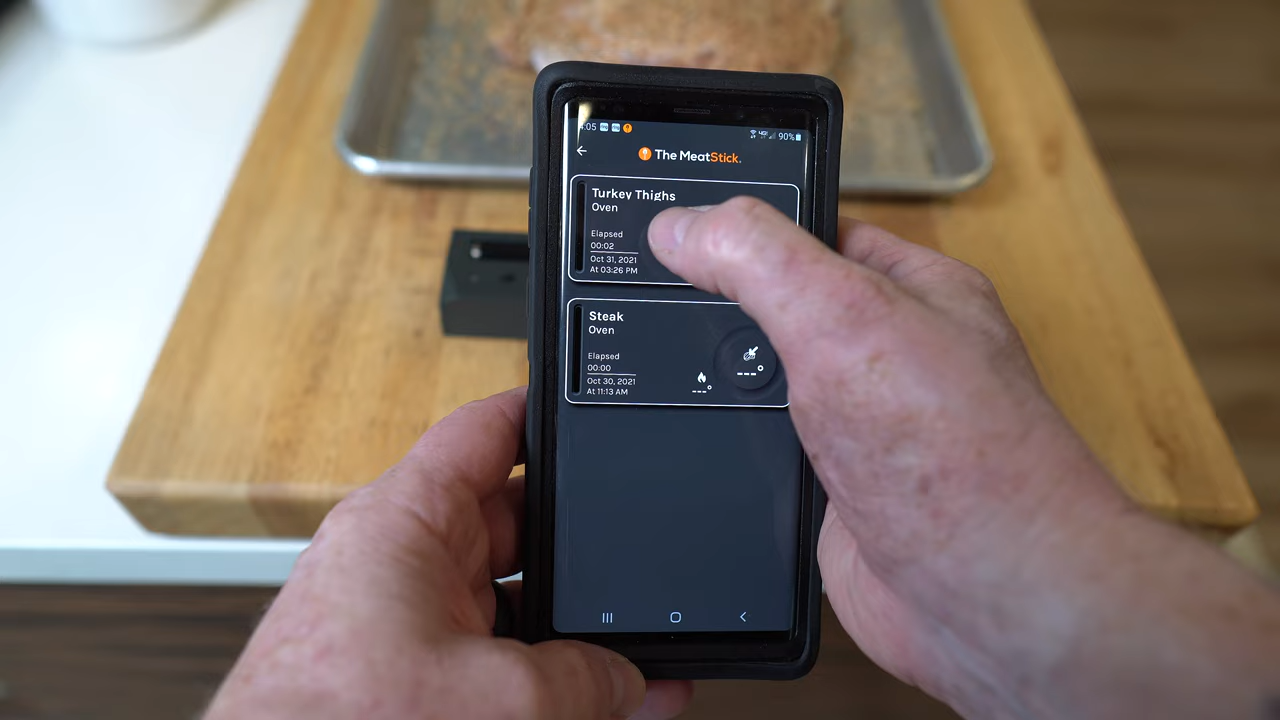 :05 90%
The MeatStick.
Turkey Thighs
Oven
Elapsed
00:02
Oct 31, 2021
At 03:26 PM
Steak
Oven
Elapsed
00:00
Oct 30, 2021
At 11:13 AM
---°
---°